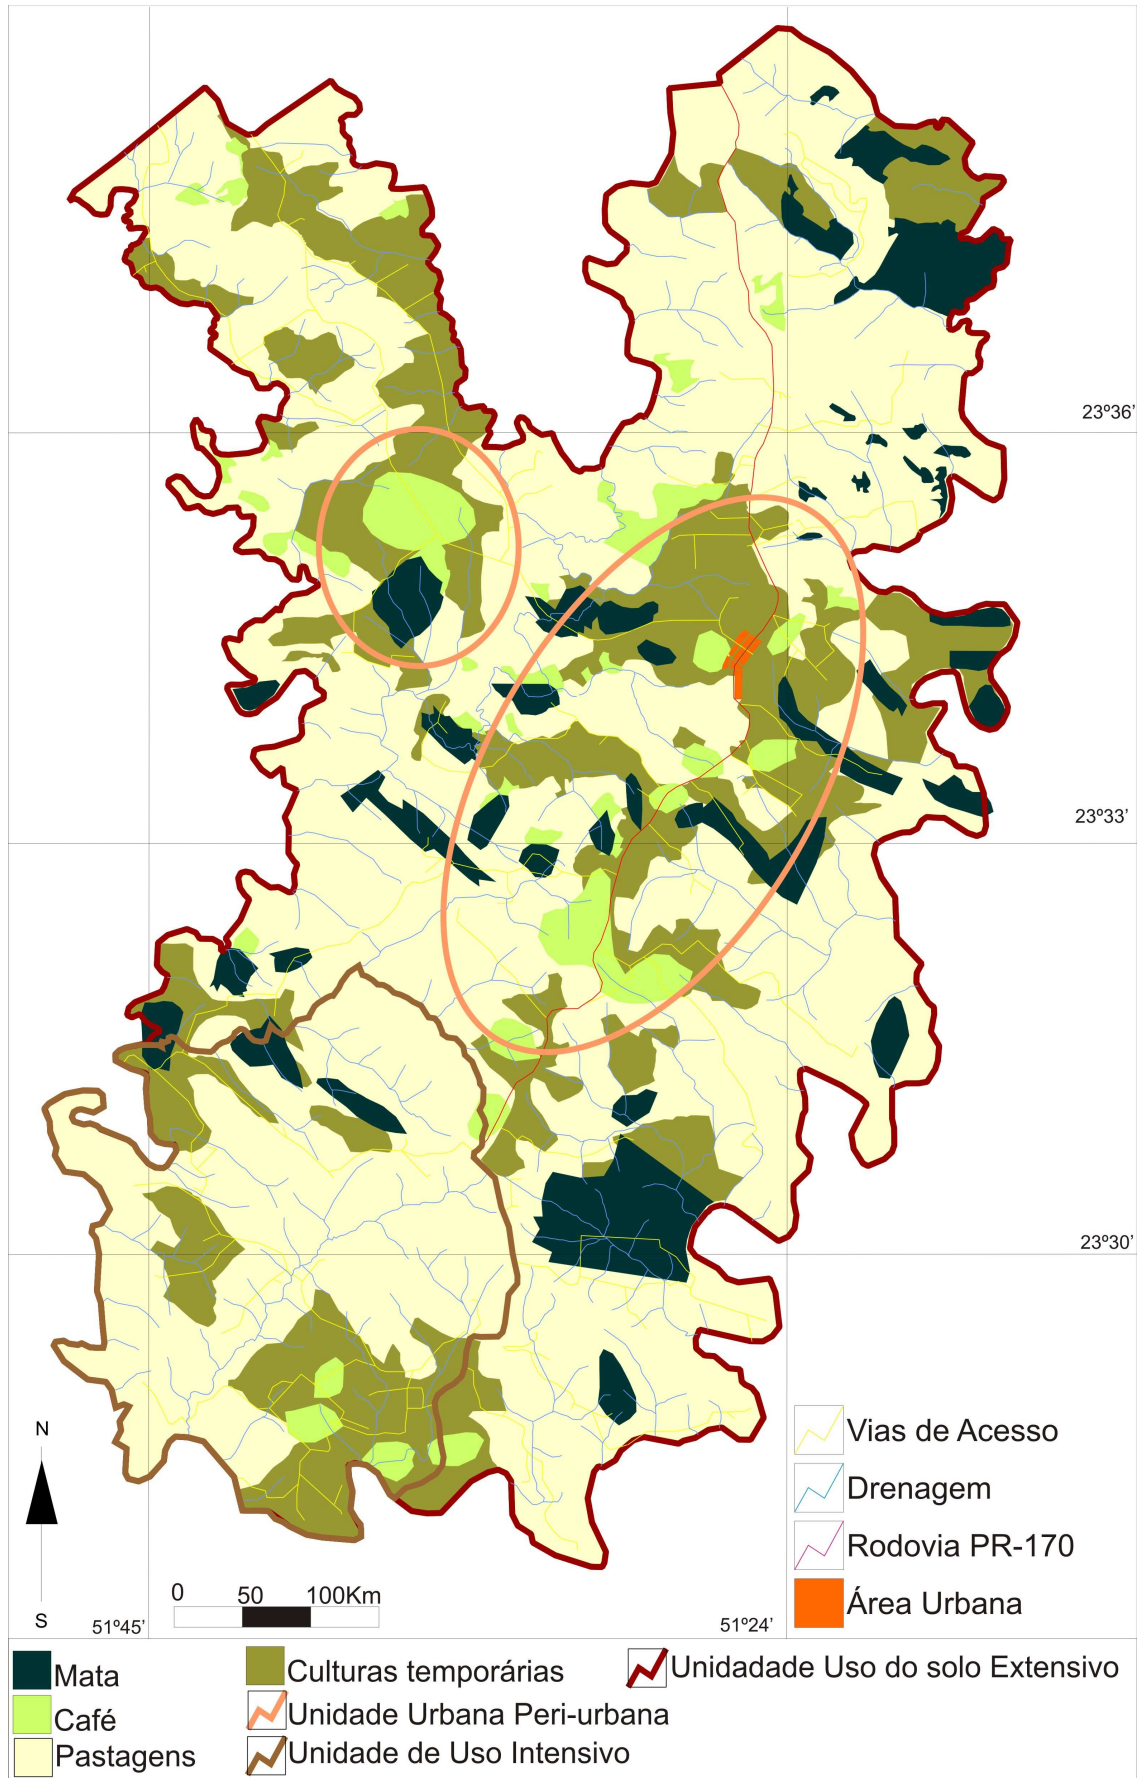 23º36'
23º33'
23º30'
N
S
0 50 100Km
51º45'
51º24'
Vias de Acesso
Drenagem
Rodovia PR-170
Área Urbana
Mata
Café
Pastagens
Culturas temporárias
Unidade Urbana Peri-urbana
Unidade de Uso Intensivo
Unidadade Uso do solo Extensivo